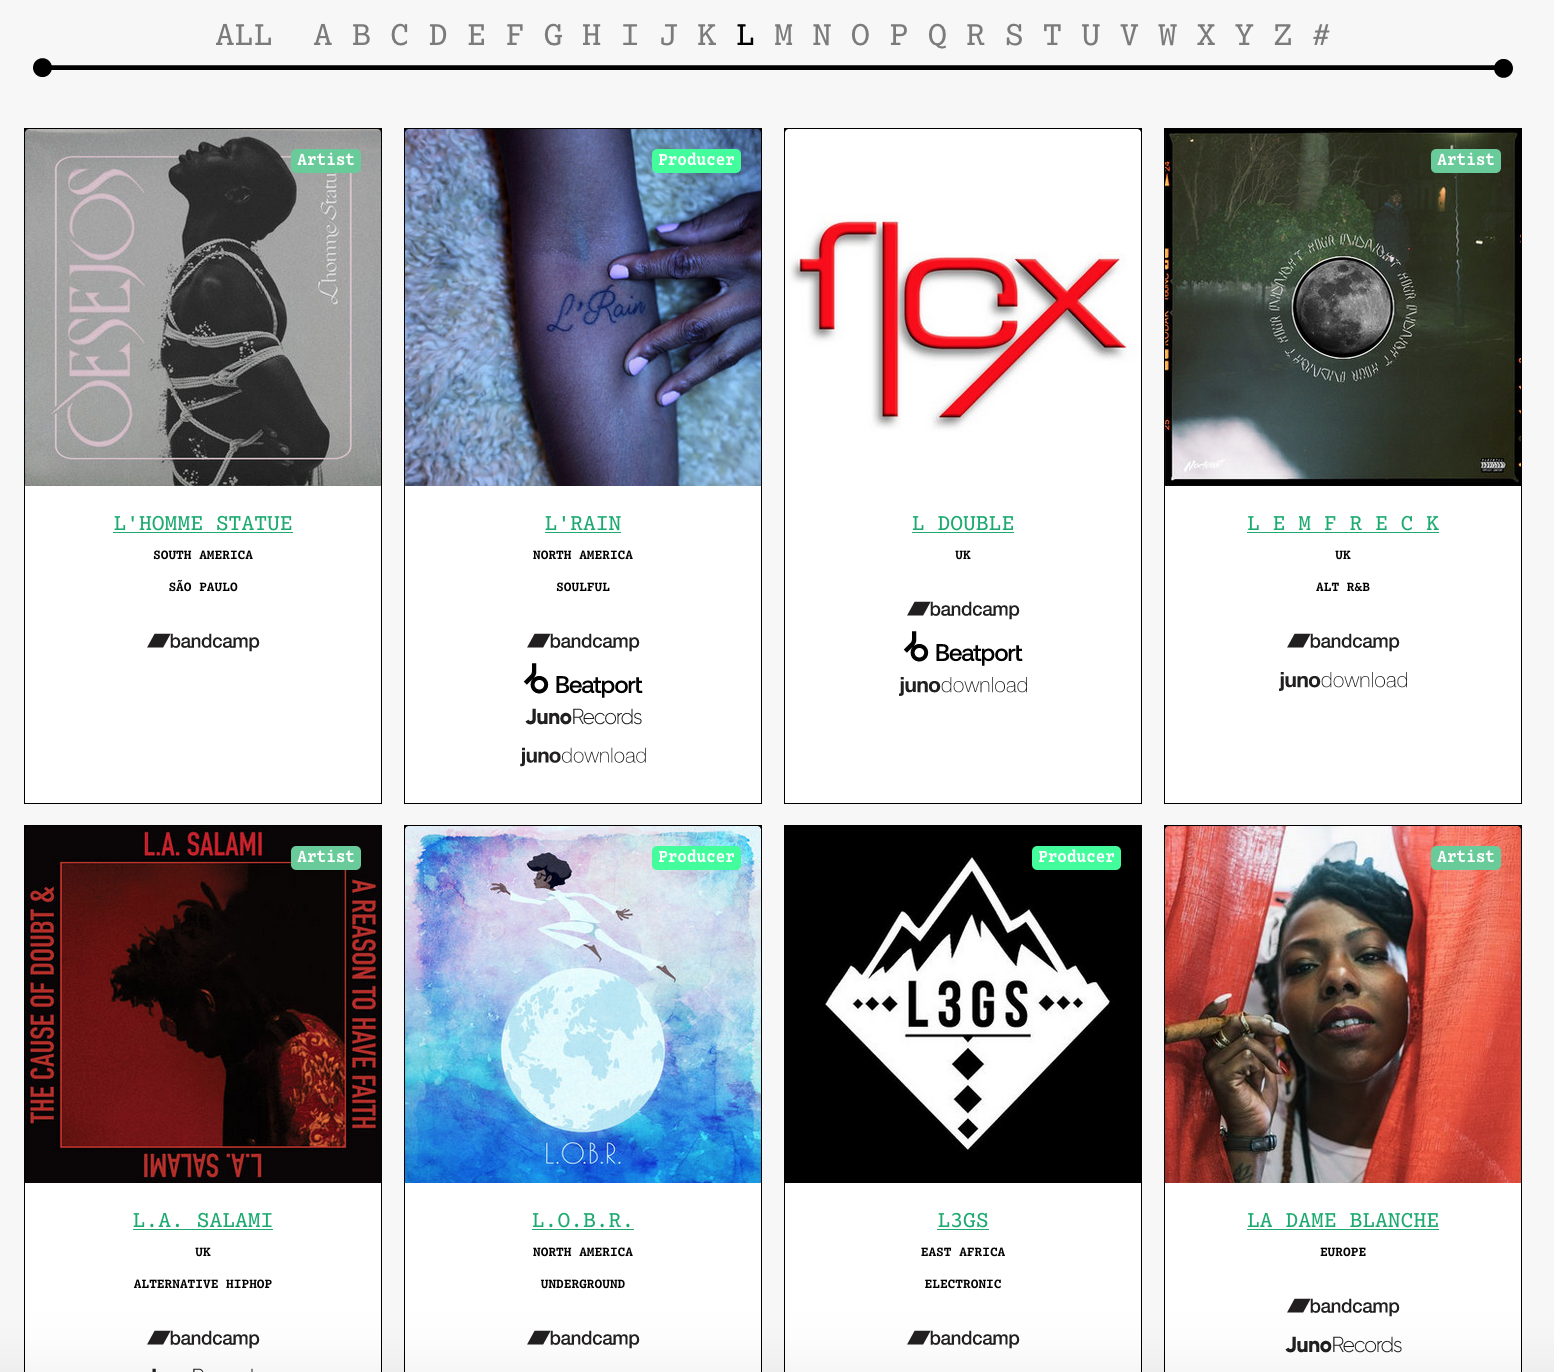 ALL A B C D E F G H I J K L M N O P Q R S T U V W X Y Z #
Artist
DESEJOS
L'homme Statue
L'HOMME STATUE
SOUTH AMERICA
SÃO PAULO
bandcamp
Producer
L'Rain
L'RAIN
NORTH AMERICA
SOULFUL
bandcamp
Beatport
JunoRecords
junodownload
flex
L DOUBLE
UK
bandcamp
Beatport
junodownload
Artist
L E M F R E C K
UK
ALT R&B
bandcamp
junodownload
L.A. SALAMI
Artist
THE CAUSE OF DOUBT &
A REASON TO HAVE FAITH
L.A. SALAMI
L.A. SALAMI
UK
ALTERNATIVE HIPHOP
bandcamp
Producer
L.O.B.R.
L.O.B.R.
NORTH AMERICA
UNDERGROUND
bandcamp
Producer
L3GS
L3GS
EAST AFRICA
ELECTRONIC
bandcamp
Artist
LA DAME BLANCHE
EUROPE
bandcamp
JunoRecords